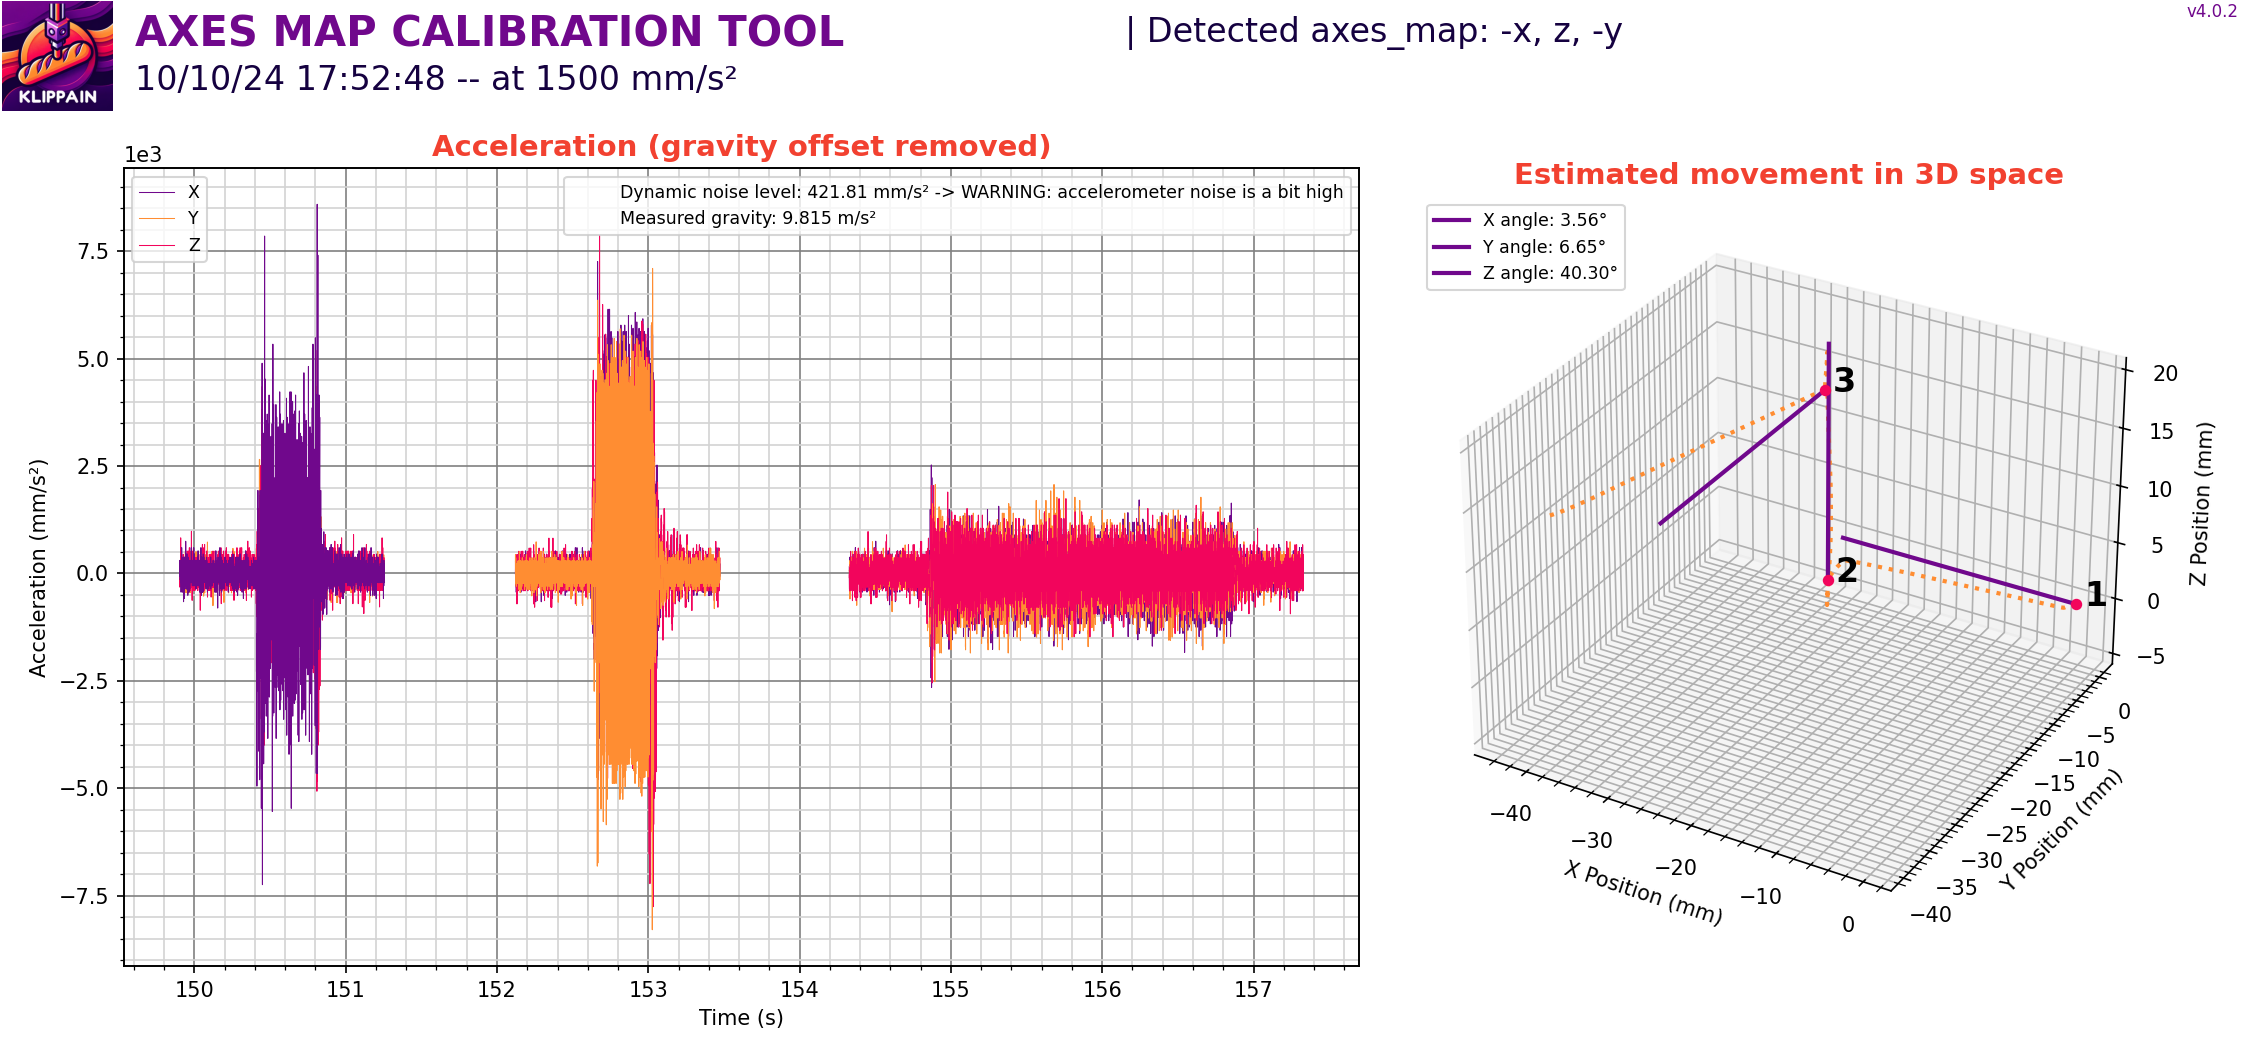 AXES MAP CALIBRATION TOOL
| Detected axes_map: -x, z, -y
v4.0.2
10/10/24 17:52:48 -- at 1500 mm/s²
KLIPPAIN
Acceleration (gravity offset removed)
1e3
X
Y
Z
Dynamic noise level: 421.81 mm/s² -> WARNING: accelerometer noise is a bit high
Measured gravity: 9.815 m/s²
7.5
5.0
2.5
0.0
−2.5
−5.0
−7.5
Acceleration (mm/s²)
150
151
152
153
154
155
156
157
Time (s)
Estimated movement in 3D space
X angle: 3.56°
Y angle: 6.65°
Z angle: 40.30°
3
2
1
20
15
10
5
0
−5
Z Position (mm)
0
−5
−10
−15
−20
−25
−30
−35
−40
Y Position (mm)
−40
−30
−20
−10
0
X Position (mm)